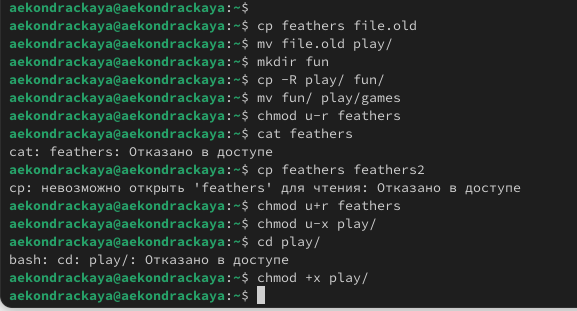 aekondrackaya@aekondrackaya:~$
aekondrackaya@aekondrackaya:~$ cp feathers file.old
aekondrackaya@aekondrackaya:~$ mv file.old play/
aekondrackaya@aekondrackaya:~$ mkdir fun
aekondrackaya@aekondrackaya:~$ cp -R play/ fun/
aekondrackaya@aekondrackaya:~$ mv fun/ play/games
aekondrackaya@aekondrackaya:~$ chmod u-r feathers
aekondrackaya@aekondrackaya:~$ cat feathers
cat: feathers: Отказано в доступе
aekondrackaya@aekondrackaya:~$ cp feathers feathers2
cp: невозможно открыть 'feathers' для чтения: Отказано в доступе
aekondrackaya@aekondrackaya:~$ chmod u+r feathers
aekondrackaya@aekondrackaya:~$ chmod u-x play/
aekondrackaya@aekondrackaya:~$ cd play/
bash: cd: play/: Отказано в доступе
aekondrackaya@aekondrackaya:~$ chmod +x play/
aekondrackaya@aekondrackaya:~$